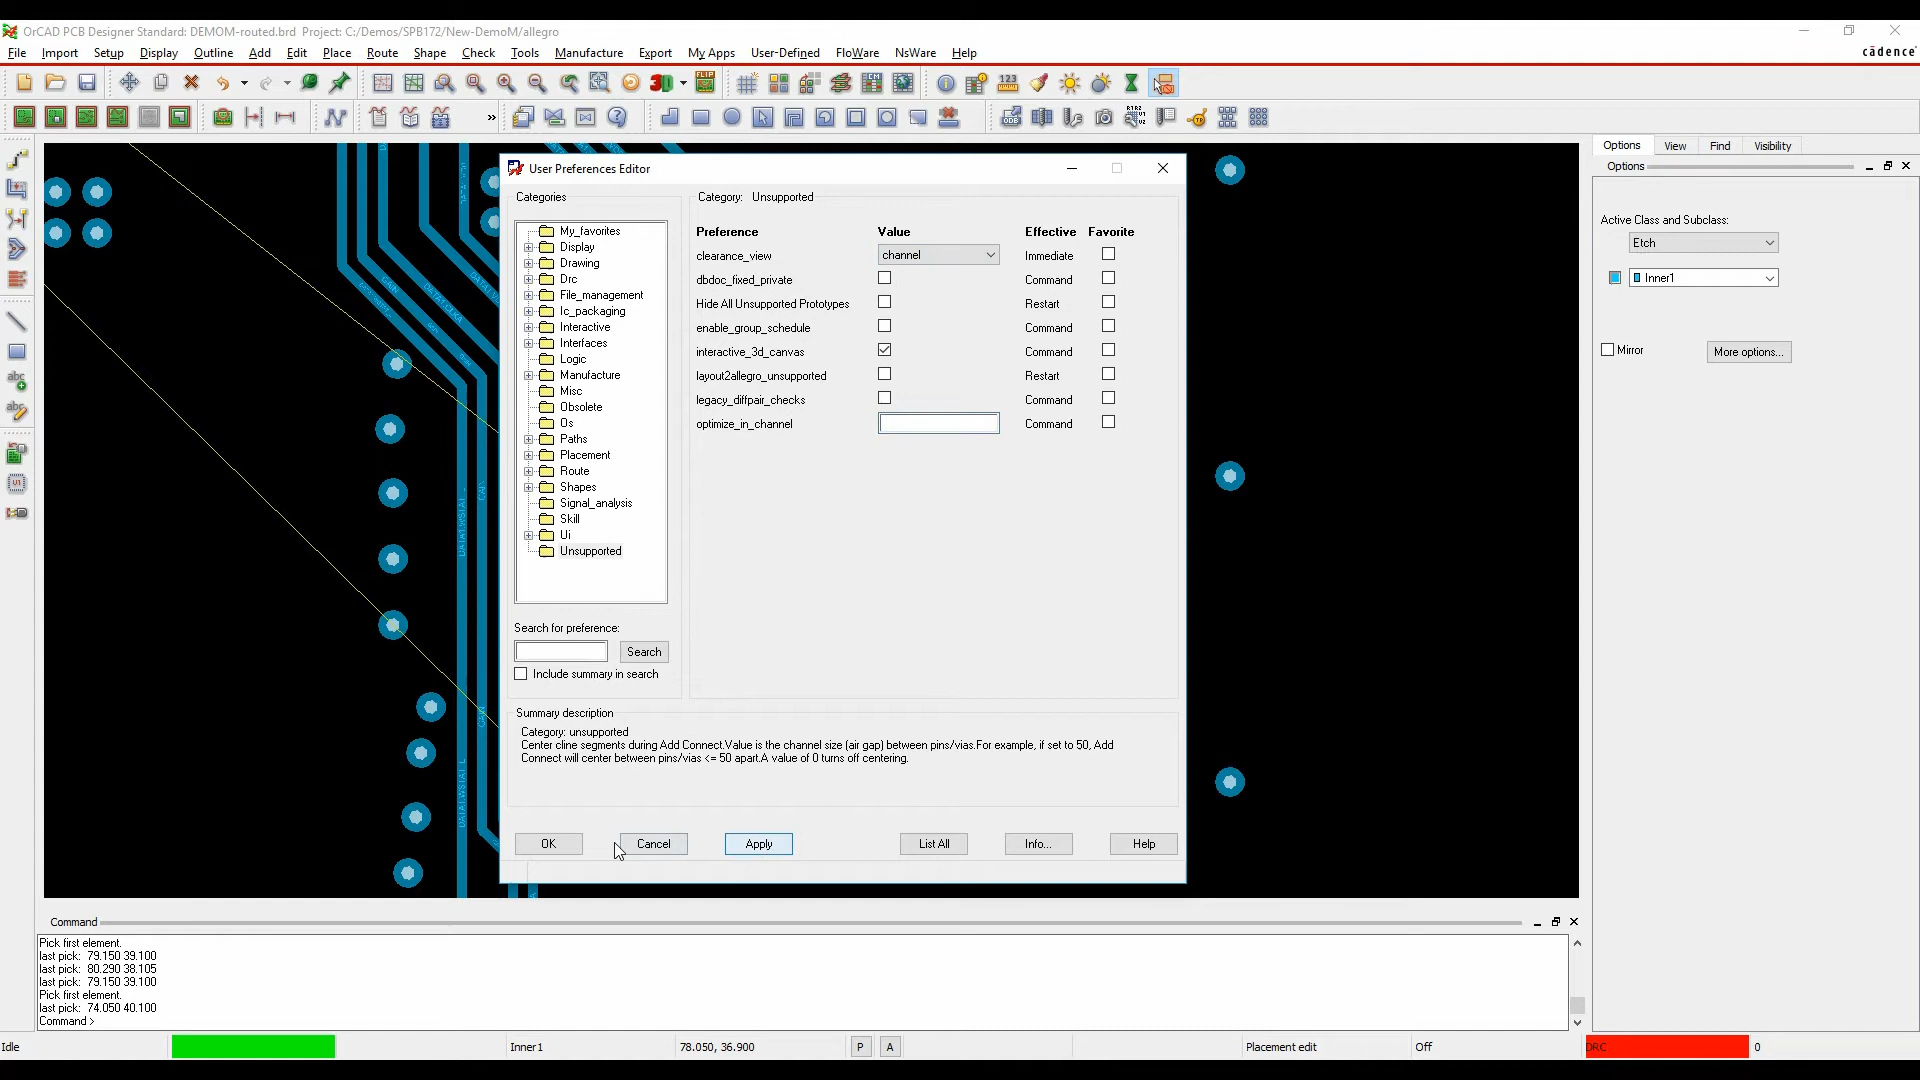 OrCAD PCB Designer Standard: DEMOM-routed.brd  Project: C:/Demos/SPB172/New-DemoM/allegro
File Import Setup Display Outline Add Edit Place Route Shape Check Tools Manufacture Export My Apps User-Defined FloWare NsWare Help
cādence
3D
FLIP
CM
123
»
ODB
Options View Find Visibility
Options
Active Class and Subclass:
Etch
Inner1
Mirror
More options...
User Preferences Editor
Categories
My_favorites
Display
Drawing
Drc
File_management
Ic_packaging
Interactive
Interfaces
Logic
Manufacture
Misc
Obsolete
Os
Paths
Placement
Route
Shapes
Signal_analysis
Skill
Ui
Unsupported
Search for preference:
Search
Include summary in search
Category: Unsupported
Preference Value Effective Favorite
clearance_view channel Immediate
dbdoc_fixed_private Command
Hide All Unsupported Prototypes Restart
enable_group_schedule Command
interactive_3d_canvas Command
layout2allegro_unsupported Restart
legacy_diffpair_checks Command
optimize_in_channel Command
Summary description
Category: unsupported
Center cline segments during Add Connect.Value is the channel size (air gap) between pins/vias.For example, if set to 50, Add
Connect will center between pins/vias <= 50 apart.A value of 0 turns off centering.
OK Cancel Apply List All Info... Help
GAIN
DATA1.CLKA
Command
Pick first element.
last pick: 79.150 39.100
last pick: 80.290 38.105
last pick: 79.150 39.100
Pick first element.
last pick: 74.050 40.100
Command >
Idle Inner1 78.050, 36.900 P A Placement edit Off DRC 0